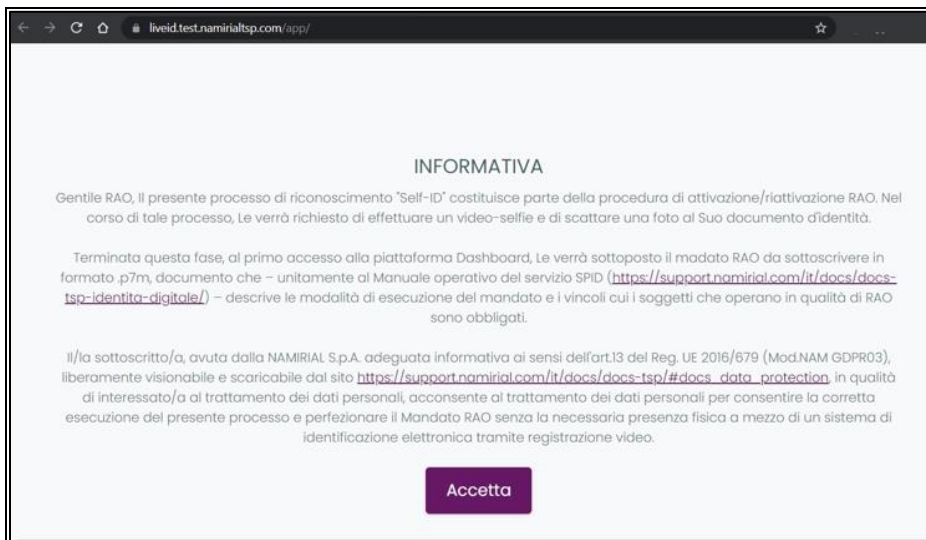 liveid.test.namirialtsp.com/app/
INFORMATIVA
Gentile RAO, Il presente processo di riconoscimento "Self-ID" costituisce parte della procedura di attivazione/riattivazione RAO. Nel
corso di tale processo, Le verrà richiesto di effettuare un video-selfie e di scattare una foto al Suo documento d'identità.
Terminata questa fase, al primo accesso alla piattaforma Dashboard, Le verrà sottoposto il madato RAO da sottoscrivere in
formato .p7m, documento che – unitamente al Manuale operativo del servizio SPID (https://support.namirial.com/it/docs/docs-
tsp-identita-digitale/) – descrive le modalità di esecuzione del mandato e i vincoli cui i soggetti che operano in qualità di RAO
sono obbligati.
Il/la sottoscritto/a, avuta dalla NAMIRIAL S.p.A. adeguata informativa ai sensi dell'art.13 del Reg. UE 2016/679 (Mod.NAM GDPR03),
liberamente visionabile e scaricabile dal sito https://support.namirial.com/it/docs/docs-tsp/#docs_data_protection, in qualità
di interessato/a al trattamento dei dati personali, acconsente al trattamento dei dati personali per consentire la corretta
esecuzione del presente processo e perfezionare il Mandato RAO senza la necessaria presenza fisica a mezzo di un sistema di
identificazione elettronica tramite registrazione video.
Accetta